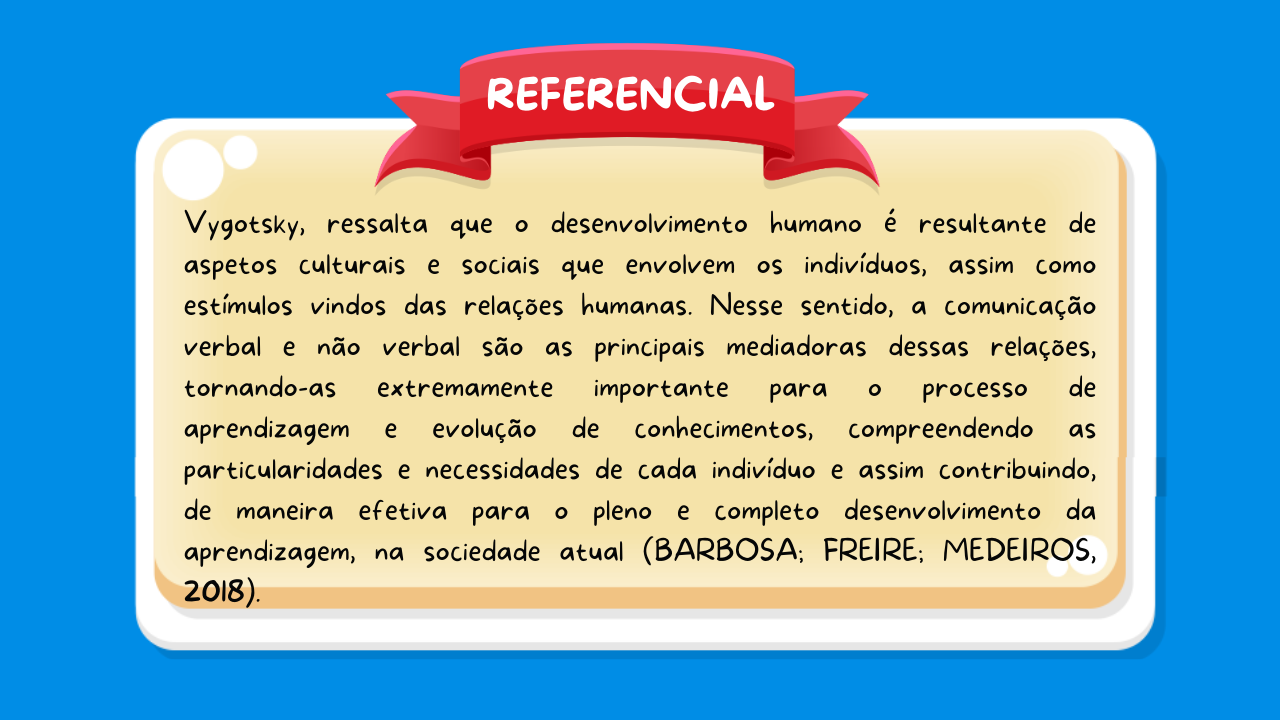 REFERENCIAL
Vygotsky, ressalta que o desenvolvimento humano é resultante de
aspetos culturais e sociais que envolvem os indivíduos, assim como
estímulos vindos das relações humanas. Nesse sentido, a comunicação
verbal e não verbal são as principais mediadoras dessas relações,
tornando-as extremamente importante para o processo de
aprendizagem e evolução de conhecimentos, compreendendo as
particularidades e necessidades de cada indivíduo e assim contribuindo,
de maneira efetiva para o pleno e completo desenvolvimento da
aprendizagem, na sociedade atual (BARBOSA; FREIRE; MEDEIROS,
2018).